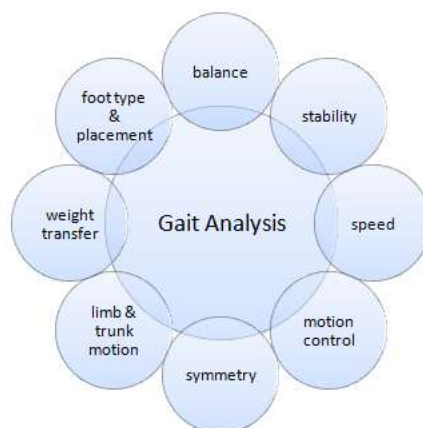 balance
stability
speed
motion
control
symmetry
limb &
trunk
motion
weight
transfer
foot type
&
placement
Gait Analysis